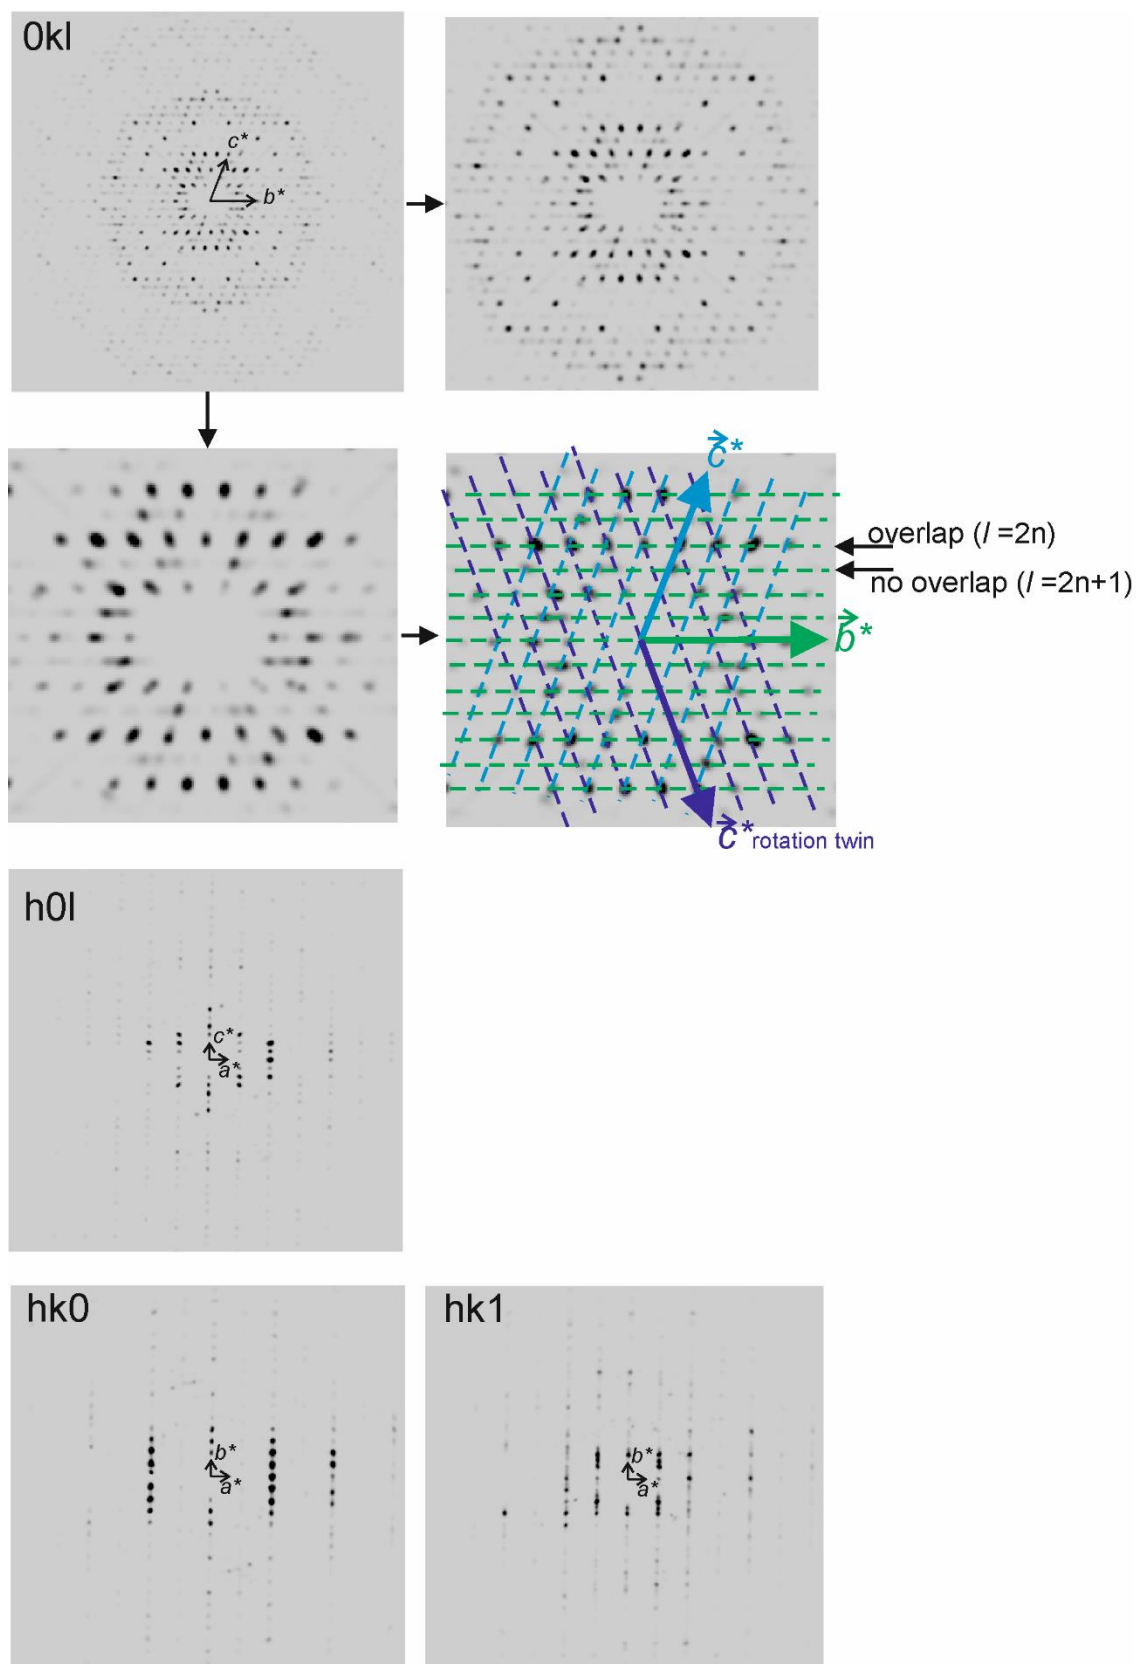 0kl
c*
b*
c*
overlap (l =2n)
no overlap (l =2n+1)
b*
c* rotation twin
h0l
c*
a*
hk0
hk1
b*
a*
b*
a*